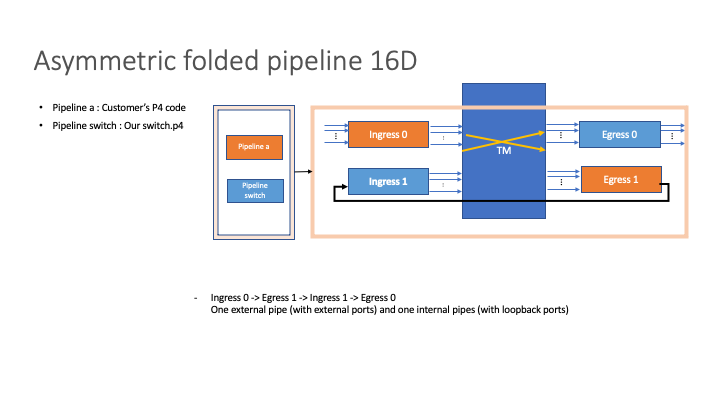 Asymmetric folded pipeline 16D
• Pipeline a : Customer's P4 code
• Pipeline switch : Our switch.p4
Pipeline a
Pipeline
switch
Ingress 0
Egress 0
TM
Ingress 1
Egress 1
- Ingress 0 -> Egress 1 -> Ingress 1 -> Egress 0
One external pipe (with external ports) and one internal pipes (with loopback ports)